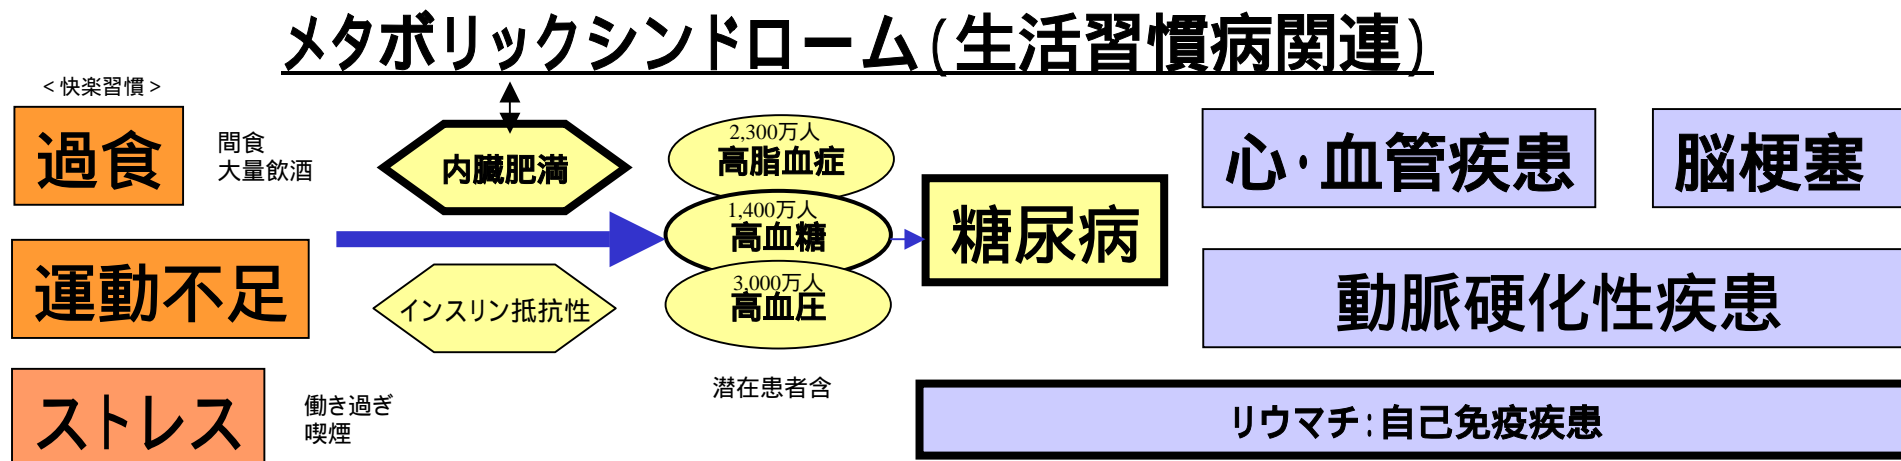 メタボリックシンドローム(生活習慣病関連)
<快楽習慣>
過食
間食
大量飲酒
運動不足
ストレス
働き過ぎ
喫煙
内臓肥満
インスリン抵抗性
2,300万人
高脂血症
1,400万人
高血糖
3,000万人
高血圧
潜在患者含
糖尿病
心・血管疾患
脳梗塞
動脈硬化性疾患
リウマチ:自己免疫疾患